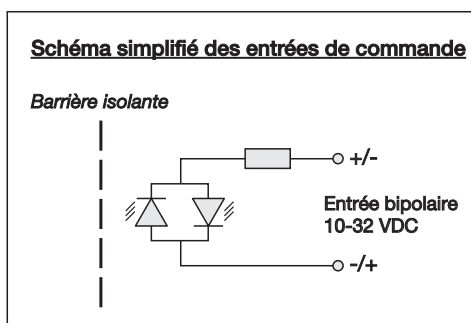 Schéma simplifié des entrées de commande
Barrière isolante
+/-
Entrée bipolaire
10-32 VDC
-/+